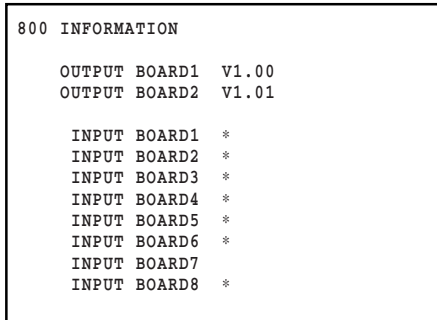 800 INFORMATION
OUTPUT BOARD1 V1.00
OUTPUT BOARD2 V1.01
INPUT BOARD1 *
INPUT BOARD2 *
INPUT BOARD3 *
INPUT BOARD4 *
INPUT BOARD5 *
INPUT BOARD6 *
INPUT BOARD7
INPUT BOARD8 *